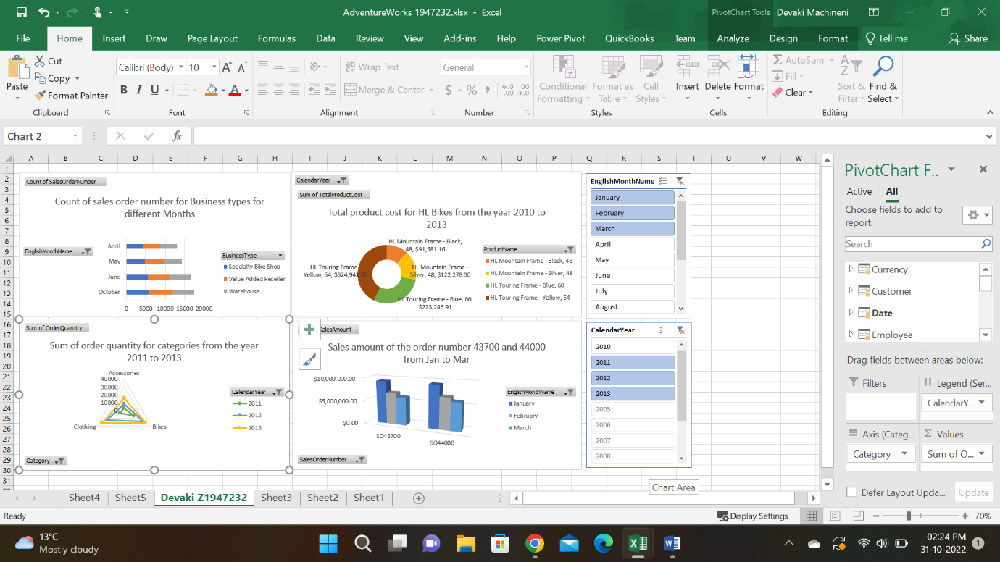 AdventureWorks 1947232.xlsx - Excel
PivotChart Tools
Devaki Machineni
File Home Insert Draw Page Layout Formulas Data Review View Add-ins Help Power Pivot QuickBooks Team Analyze Design Format Tell me Share
Paste
Cut
Copy
Format Painter
Clipboard
Calibri (Body) 10
B I U
Font
Wrap Text
Merge & Center
Alignment
General
$ % ,
Number
Conditional Formatting
Format as Table
Cell Styles
Styles
Insert Delete Format
Cells
AutoSum
Fill
Clear
Sort & Filter
Find & Select
Editing
Chart 2
fx
A B C D E F G H I J K L M N O P Q R S T U V W
1
2
3
4
5
6
7
8
9
10
11
12
13
14
15
16
17
18
19
20
21
22
23
24
25
26
27
28
29
30
31
Count of SalesOrderNumber
Count of sales order number for Business types for
different Months
EnglishMonthName
April
May
June
October
0 5000 10000 15000 20000
BusinessType
Specialty Bike Shop
Value Added Reseller
Warehouse
CalendarYear
Sum of TotalProductCost
Total product cost for HL Bikes from the year 2010 to
2013
HL Mountain Frame - Black,
48, $91,581.16
HL Mountain Frame -
Silver, 48, $122,278.30
HL Touring Frame - Blue, 60,
$223,246.91
HL Touring Frame
Yellow, 54, $324,941
ProductName
HL Mountain Frame - Black, 48
HL Mountain Frame - Silver, 48
HL Touring Frame - Blue, 60
HL Touring Frame - Yellow, 54
Sum of OrderQuantity
Sum of order quantity for categories from the year
2011 to 2013
Accessories
40000
30000
20000
10000
0
Clothing
Bikes
CalendarYear
2011
2012
2013
Category
SalesAmount
Sales amount of the order number 43700 and 44000
from Jan to Mar
$10,000,000.00
$5,000,000.00
$0.00
SO43700
SO44000
EnglishMonthName
January
February
March
SalesOrderNumber
EnglishMonthName
January
February
March
April
May
June
July
August
CalendarYear
2010
2011
2012
2013
2005
2006
2007
2008
Chart Area
PivotChart F..
Active All
Choose fields to add to
report:
Search
Currency
Customer
Date
Employee
Drag fields between areas below:
Filters
Legend (Ser...
CalendarY...
Axis (Categ...
Category
Σ Values
Sum of O...
Defer Layout Upda...
Update
Sheet4 Sheet5 Devaki Z1947232 Sheet3 Sheet2 Sheet1
Ready
Display Settings
70%
13°C
Mostly cloudy
02:24 PM
31-10-2022
1